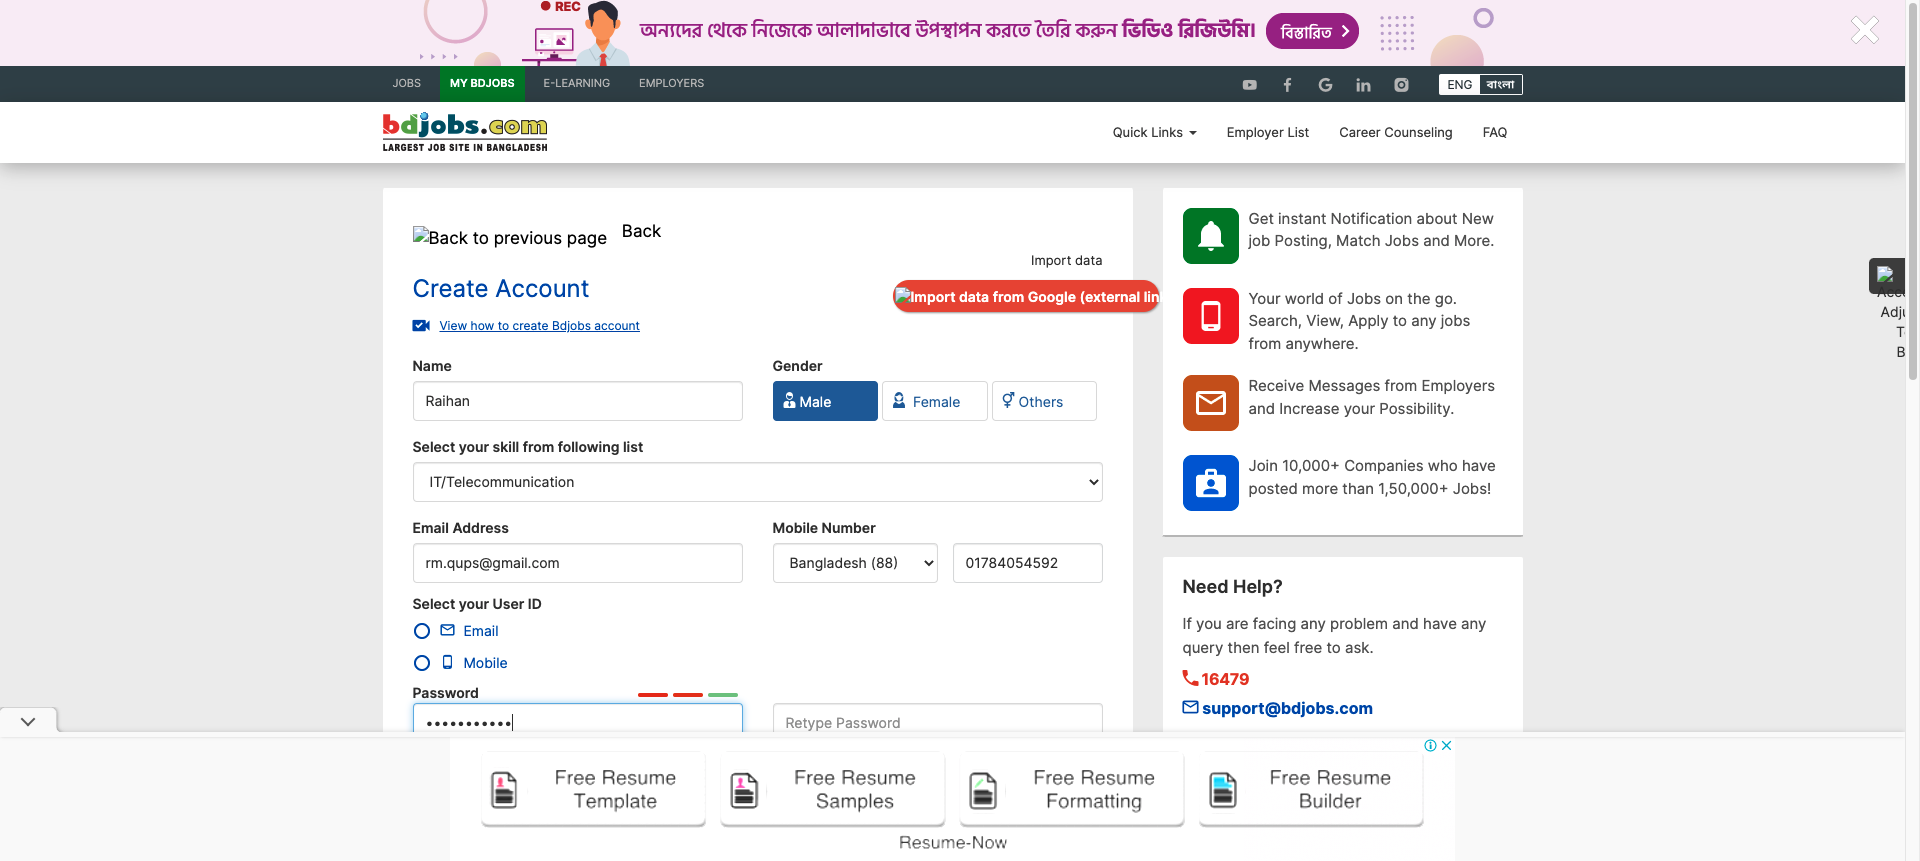 REC
অন্যদের থেকে নিজেকে আলাদাভাবে উপস্থাপন করতে তৈরি করুন ভিডিও রিজিউমি।
বিস্তারিত
JOBS
MY BDJOBS
E-LEARNING
EMPLOYERS
ENG
বাংলা
bdjobs.com
LARGEST JOB SITE IN BANGLADESH
Quick Links
Employer List
Career Counseling
FAQ
Back to previous page
Back
Import data
Create Account
Import data from Google (external lin
View how to create Bdjobs account
Name
Gender
Raihan
Male
Female
Others
Select your skill from following list
IT/Telecommunication
Email Address
Mobile Number
rm.qups@gmail.com
Bangladesh (88)
01784054592
Select your User ID
Email
Mobile
Password
•••••••••••
Retype Password
Get instant Notification about New
job Posting, Match Jobs and More.
Your world of Jobs on the go.
Search, View, Apply to any jobs
from anywhere.
Receive Messages from Employers
and Increase your Possibility.
Join 10,000+ Companies who have
posted more than 1,50,000+ Jobs!
Need Help?
If you are facing any problem and have any
query then feel free to ask.
16479
support@bdjobs.com
Free Resume
Template
Free Resume
Samples
Free Resume
Formatting
Free Resume
Builder
Resume-Now